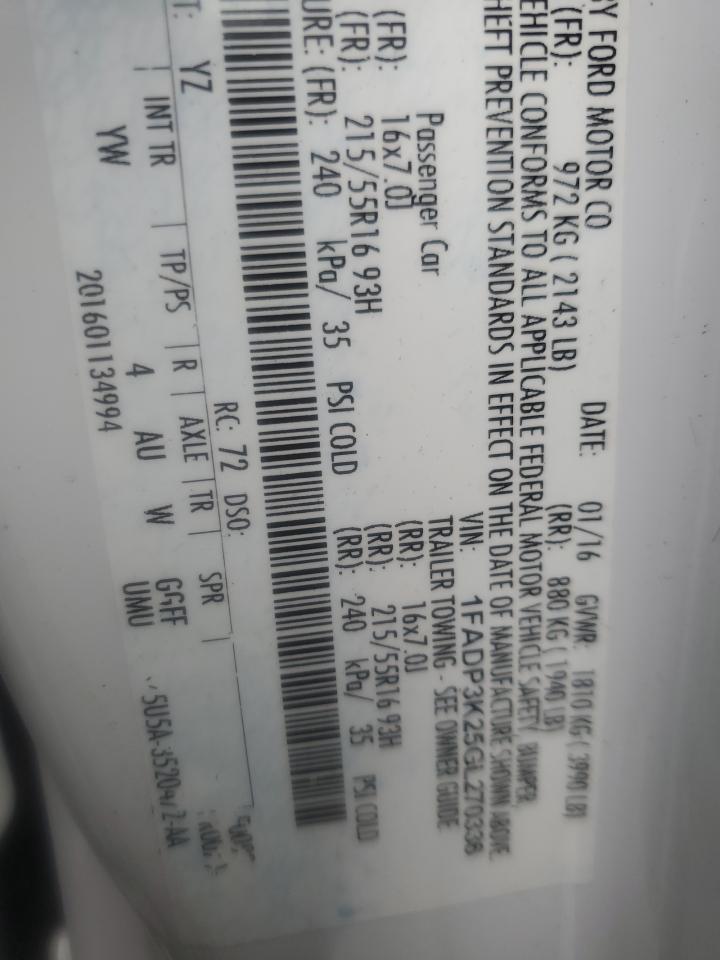 BY FORD MOTOR CO
DATE: 01/16 GVWR: 1810 KG ( 3990 LB)
(FR): 972 KG ( 2143 LB) (RR): 880 KG ( 1940 LB)
EHICLE CONFORMS TO ALL APPLICABLE FEDERAL MOTOR VEHICLE SAFETY, BUMPER,
HEFT PREVENTION STANDARDS IN EFFECT ON THE DATE OF MANUFACTURE SHOWN ABOVE.
VIN: 1FADP3K25GL270336
Passenger Car TRAILER TOWING - SEE OWNER GUIDE
(FR): 16x7.0J (RR): 16x7.0J
(FR): 215/55R16 93H (RR): 215/55R16 93H
URE: (FR): 240 kPa/ 35 PSI COLD (RR): 240 kPa/ 35 PSI COLD
T: YZ RC: 72 DSO:
INT TR TP/PS R AXLE TR SPR
YW 4 AU W GGFF
UMU
201601134994